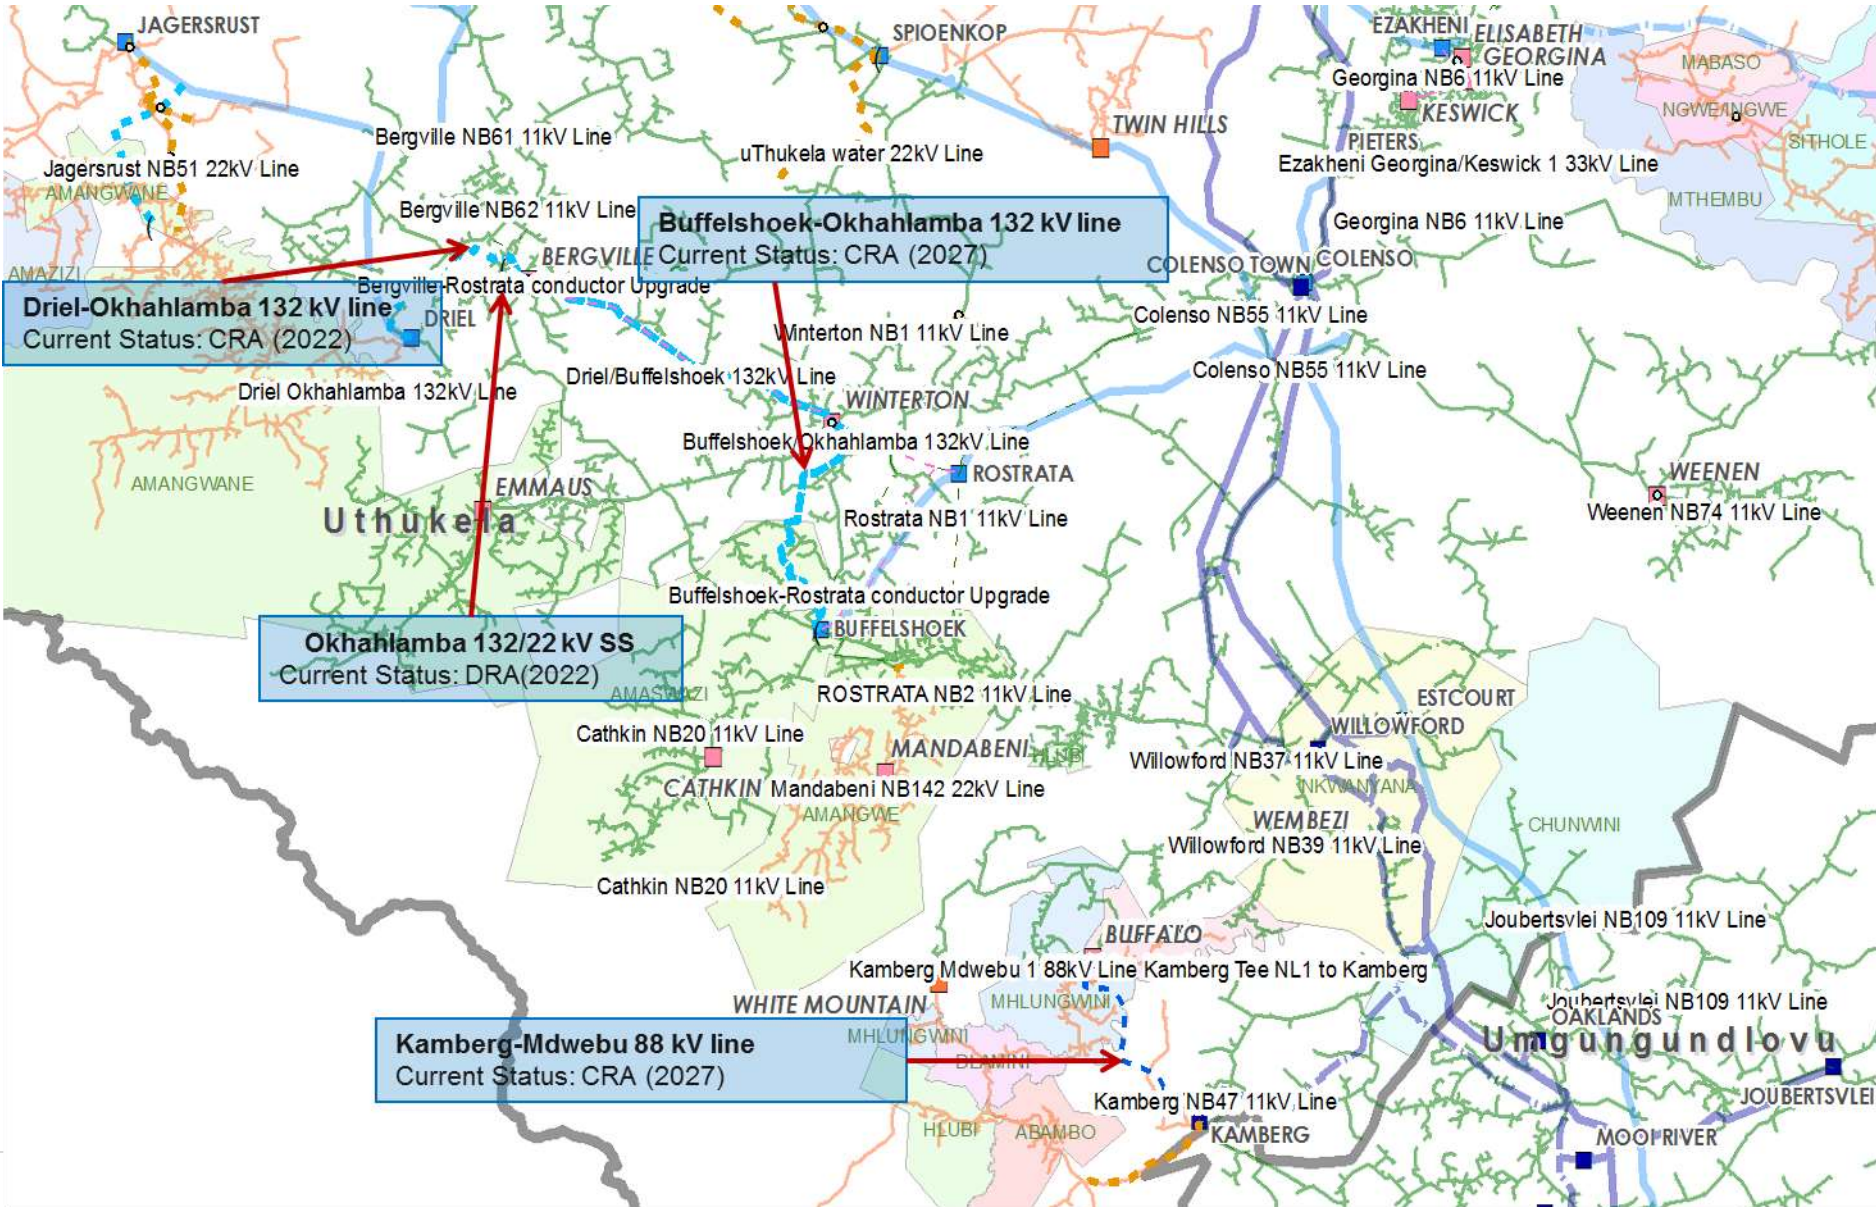 JAGERSRUST
SPIOENKOP
EZAKHENI
ELISABETH
GEORGINA
Georgina NB6 11kV Line
MABASO
KESWICK
NGWE/NGWE
TWIN HILLS
Bergville NB61 11kV Line
PIETERS
SITHOLE
uThukela water 22kV Line
Ezakheni Georgina/Keswick 1 33kV Line
Jagersrust NB51 22kV Line
AMANGWANE
MTHEMBU
Bergville NB62 11kV Line
Buffelshoek-Okhahlamba 132 kV line
Current Status: CRA (2027)
Georgina NB6 11kV Line
BERGVILLE
COLENSO TOWN
COLENSO
AMAZIZI
Bergville-Rostrata conductor Upgrade
Driel-Okhahlamba 132 kV line
Current Status: CRA (2022)
DRIEL
Colenso NB55 11kV Line
Winterton NB1 11kV Line
Driel/Buffelshoek 132kV Line
Colenso NB55 11kV Line
Driel Okhahlamba 132kV Line
WINTERTON
Buffelshoek/Okhahlamba 132kV Line
ROSTRATA
WEENEN
AMANGWANE
EMMAUS
Weenen NB74 11kV Line
Uthukela
Rostrata NB1 11kV Line
Buffelshoek-Rostrata conductor Upgrade
BUFFELSHOEK
Okhahlamba 132/22 kV SS
Current Status: DRA(2022)
AMASWAZI
ROSTRATA NB2 11kV Line
ESTCOURT
WILLOWFORD
Cathkin NB20 11kV Line
MANDABENI
HLUBI
Willowford NB37 11kV Line
CATHKIN
Mandabeni NB142 22kV Line
NKWANYANA
AMANGWE
WEMBEZI
CHUNWINI
Willowford NB39 11kV Line
Cathkin NB20 11kV Line
Joubertsvlei NB109 11kV Line
BUFFALO
Kamberg Mdwebu 1 88kV Line Kamberg Tee NL1 to Kamberg
WHITE MOUNTAIN
MHLUNGWINI
Joubertsvlei NB109 11kV Line
OAKLANDS
MHLUNGWINI
Umgungundlovu
Kamberg-Mdwebu 88 kV line
Current Status: CRA (2027)
DLAMINI
JOUBERTSVLEI
Kamberg NB47 11kV Line
HLUBI
ABAMBO
KAMBERG
MOOI RIVER